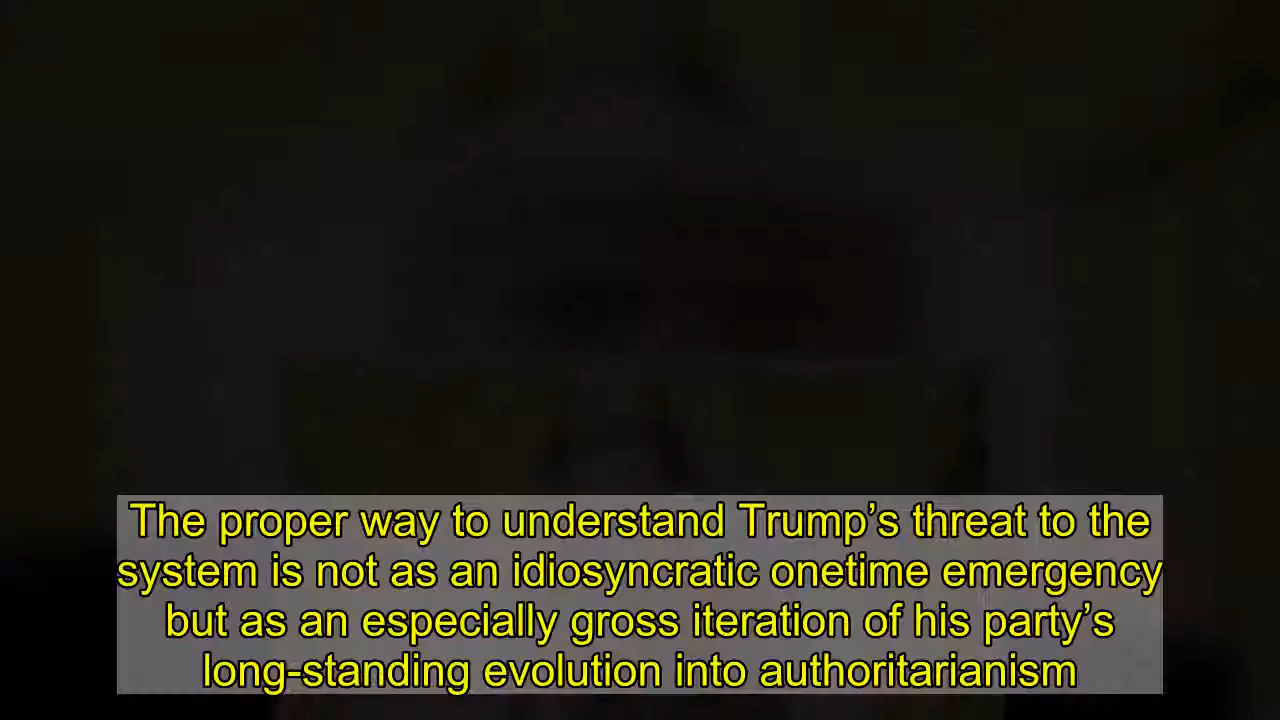 The proper way to understand Trump’s threat to the
system is not as an idiosyncratic onetime emergency
but as an especially gross iteration of his party’s
long-standing evolution into authoritarianism